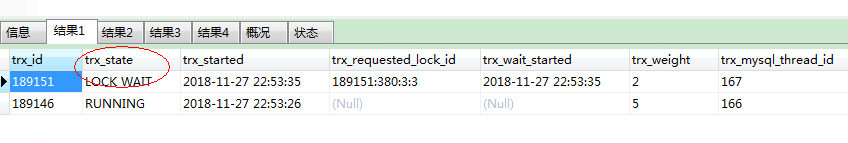 信息 结果1 结果2 结果3 结果4 概况 状态
trx_id trx_state trx_started trx_requested_lock_id trx_wait_started trx_weight trx_mysql_thread_id
189151 LOCK WAIT 2018-11-27 22:53:35 189151:380:3:3 2018-11-27 22:53:35 2 167
189146 RUNNING 2018-11-27 22:53:26 (Null) (Null) 5 166